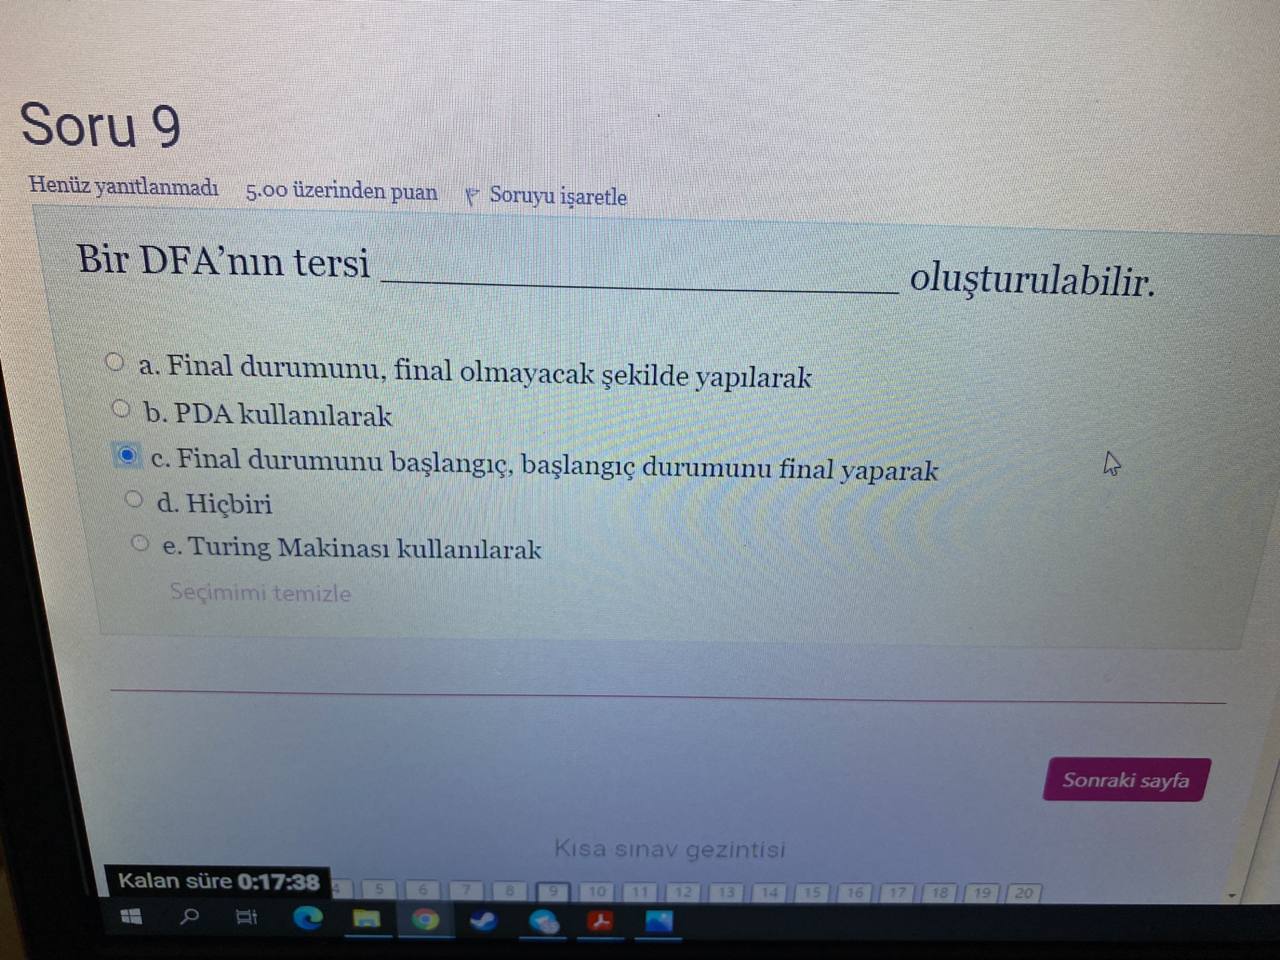 Soru 9
Henüz yanıtlanmadı 5.00 üzerinden puan Soruyu işaretle
Bir DFA’nın tersi ______________________ oluşturulabilir.
a. Final durumunu, final olmayacak şekilde yapılarak
b. PDA kullanılarak
c. Final durumunu başlangıç, başlangıç durumunu final yaparak
d. Hiçbiri
e. Turing Makinası kullanılarak
Seçimimi temizle
Sonraki sayfa
Kısa sınav gezintisi
Kalan süre 0:17:38 4 5 6 7 8 9 10 11 12 13 14 15 16 17 18 19 20